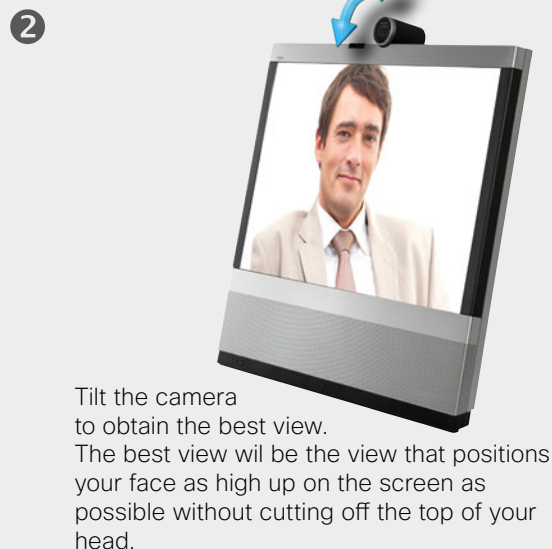 2
Tilt the camera
to obtain the best view.
The best view wil be the view that positions
your face as high up on the screen as
possible without cutting off the top of your
head.